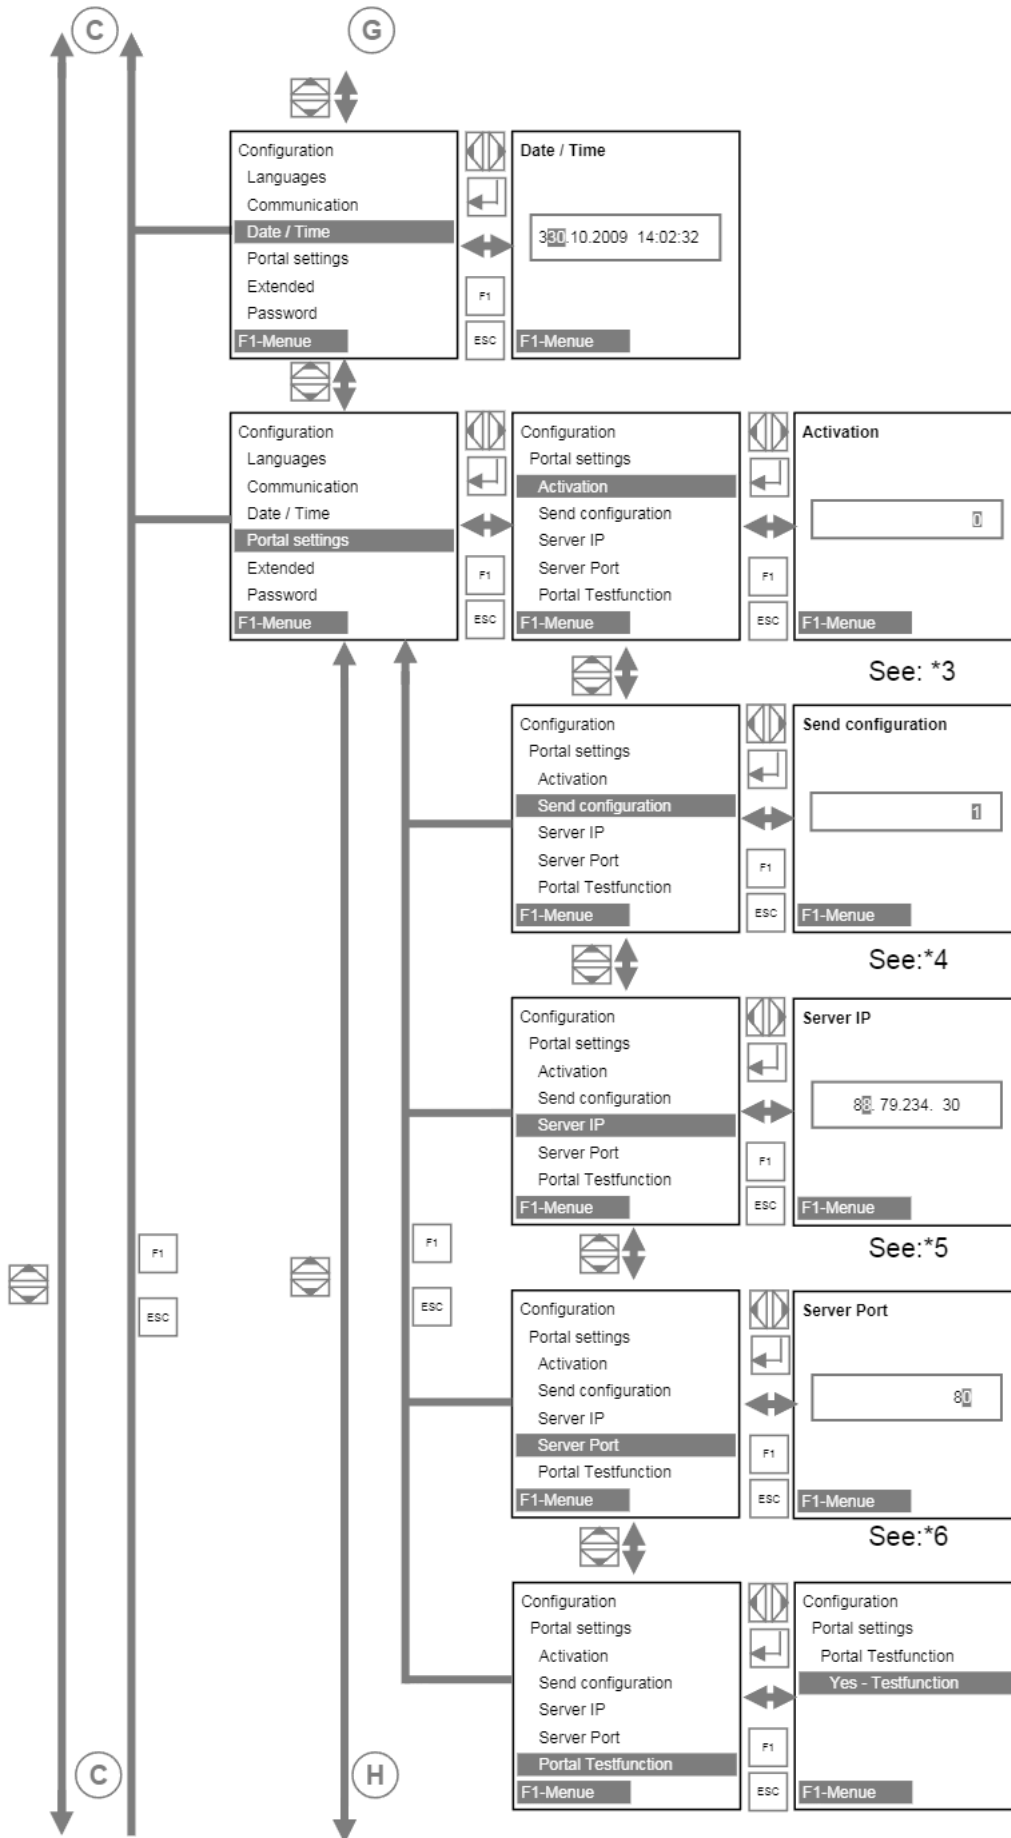 C
G
Configuration
Languages
Communication
Date / Time
Portal settings
Extended
Password
F1-Menue
F1
ESC
Date / Time
330.10.2009 14:02:32
F1-Menue
Configuration
Languages
Communication
Date / Time
Portal settings
Extended
Password
F1-Menue
F1
ESC
Configuration
Portal settings
Activation
Send configuration
Server IP
Server Port
Portal Testfunction
F1-Menue
F1
ESC
Activation
0
F1-Menue
See: *3
Configuration
Portal settings
Activation
Send configuration
Server IP
Server Port
Portal Testfunction
F1-Menue
F1
ESC
Send configuration
1
F1-Menue
See:*4
Configuration
Portal settings
Activation
Send configuration
Server IP
Server Port
Portal Testfunction
F1-Menue
F1
ESC
Server IP
88. 79.234. 30
F1-Menue
See:*5
F1
ESC
F1
ESC
Configuration
Portal settings
Activation
Send configuration
Server IP
Server Port
Portal Testfunction
F1-Menue
F1
ESC
Server Port
80
F1-Menue
See:*6
Configuration
Portal settings
Activation
Send configuration
Server IP
Server Port
Portal Testfunction
F1-Menue
F1
ESC
Configuration
Portal settings
Portal Testfunction
Yes - Testfunction
F1-Menue
C
H